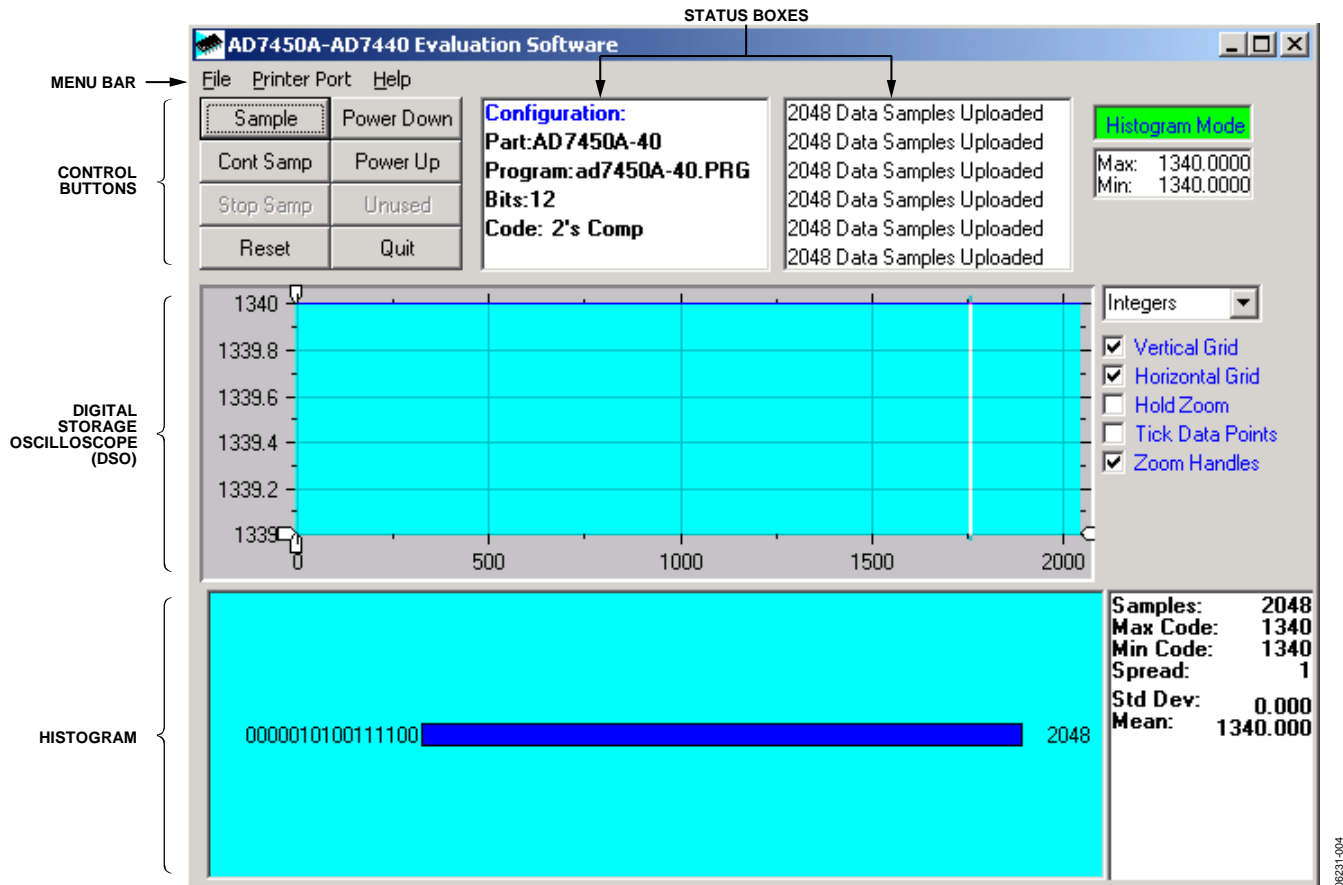 STATUS BOXES
AD7450A-AD7440 Evaluation Software
MENU BAR
File Printer Port Help
CONTROL
BUTTONS
Sample Power Down
Cont Samp Power Up
Stop Samp Unused
Reset Quit
Configuration:
Part:AD7450A-40
Program:ad7450A-40.PRG
Bits:12
Code: 2's Comp
2048 Data Samples Uploaded
2048 Data Samples Uploaded
2048 Data Samples Uploaded
2048 Data Samples Uploaded
2048 Data Samples Uploaded
2048 Data Samples Uploaded
Histogram Mode
Max: 1340.0000
Min: 1340.0000
DIGITAL
STORAGE
OSCILLOSCOPE
(DSO)
1340
1339.8
1339.6
1339.4
1339.2
1339
0 500 1000 1500 2000
Integers
Vertical Grid
Horizontal Grid
Hold Zoom
Tick Data Points
Zoom Handles
HISTOGRAM
0000010100111100 2048
Samples: 2048
Max Code: 1340
Min Code: 1340
Spread: 1
Std Dev: 0.000
Mean: 1340.000
06231-004